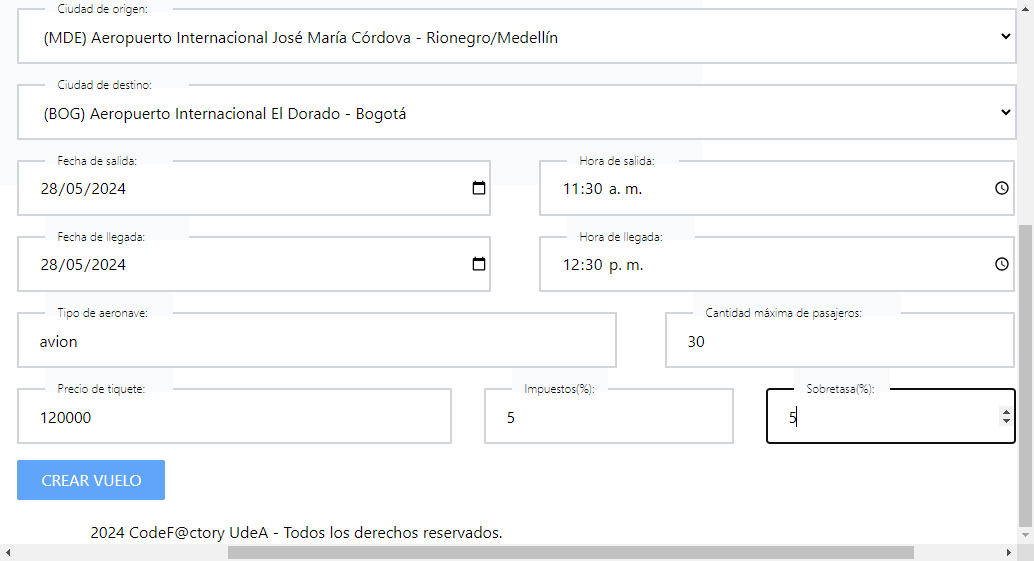 Ciudad de origen:
(MDE) Aeropuerto Internacional José María Córdova - Rionegro/Medellín
Ciudad de destino:
(BOG) Aeropuerto Internacional El Dorado - Bogotá
Fecha de salida: Hora de salida:
28/05/2024 11:30 a. m.
Fecha de llegada: Hora de llegada:
28/05/2024 12:30 p. m.
Tipo de aeronave: Cantidad máxima de pasajeros:
avion 30
Precio de tiquete: Impuestos(%): Sobretasa(%):
120000 5 5
CREAR VUELO
2024 CodeF@ctory UdeA - Todos los derechos reservados.